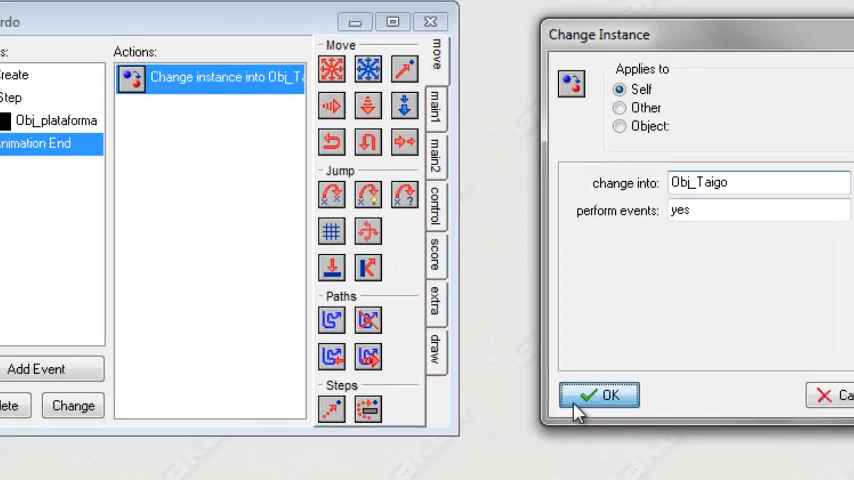 rdo
s:
reate
Step
Obj_plataforma
nimation End
Add Event
lete
Change
Actions:
Change instance into Obj_Ta
Move
Jump
Paths
Steps
move
main1
main2
control
score
extra
draw
Change Instance
Applies to
Self
Other
Object:
change into:
Obj_Taigo
perform events:
yes
OK
Ca